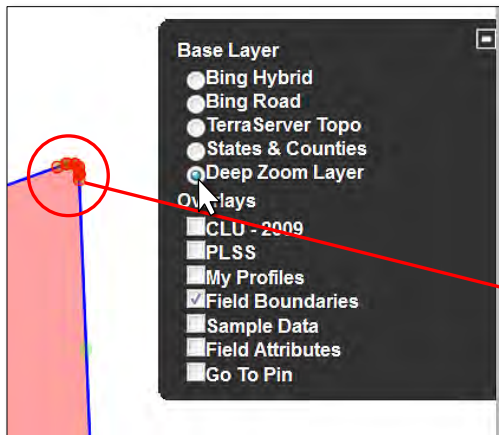 Base Layer
Bing Hybrid
Bing Road
TerraServer Topo
States & Counties
Deep Zoom Layer
Overlays
CLU - 2009
PLSS
My Profiles
Field Boundaries
Sample Data
Field Attributes
Go To Pin